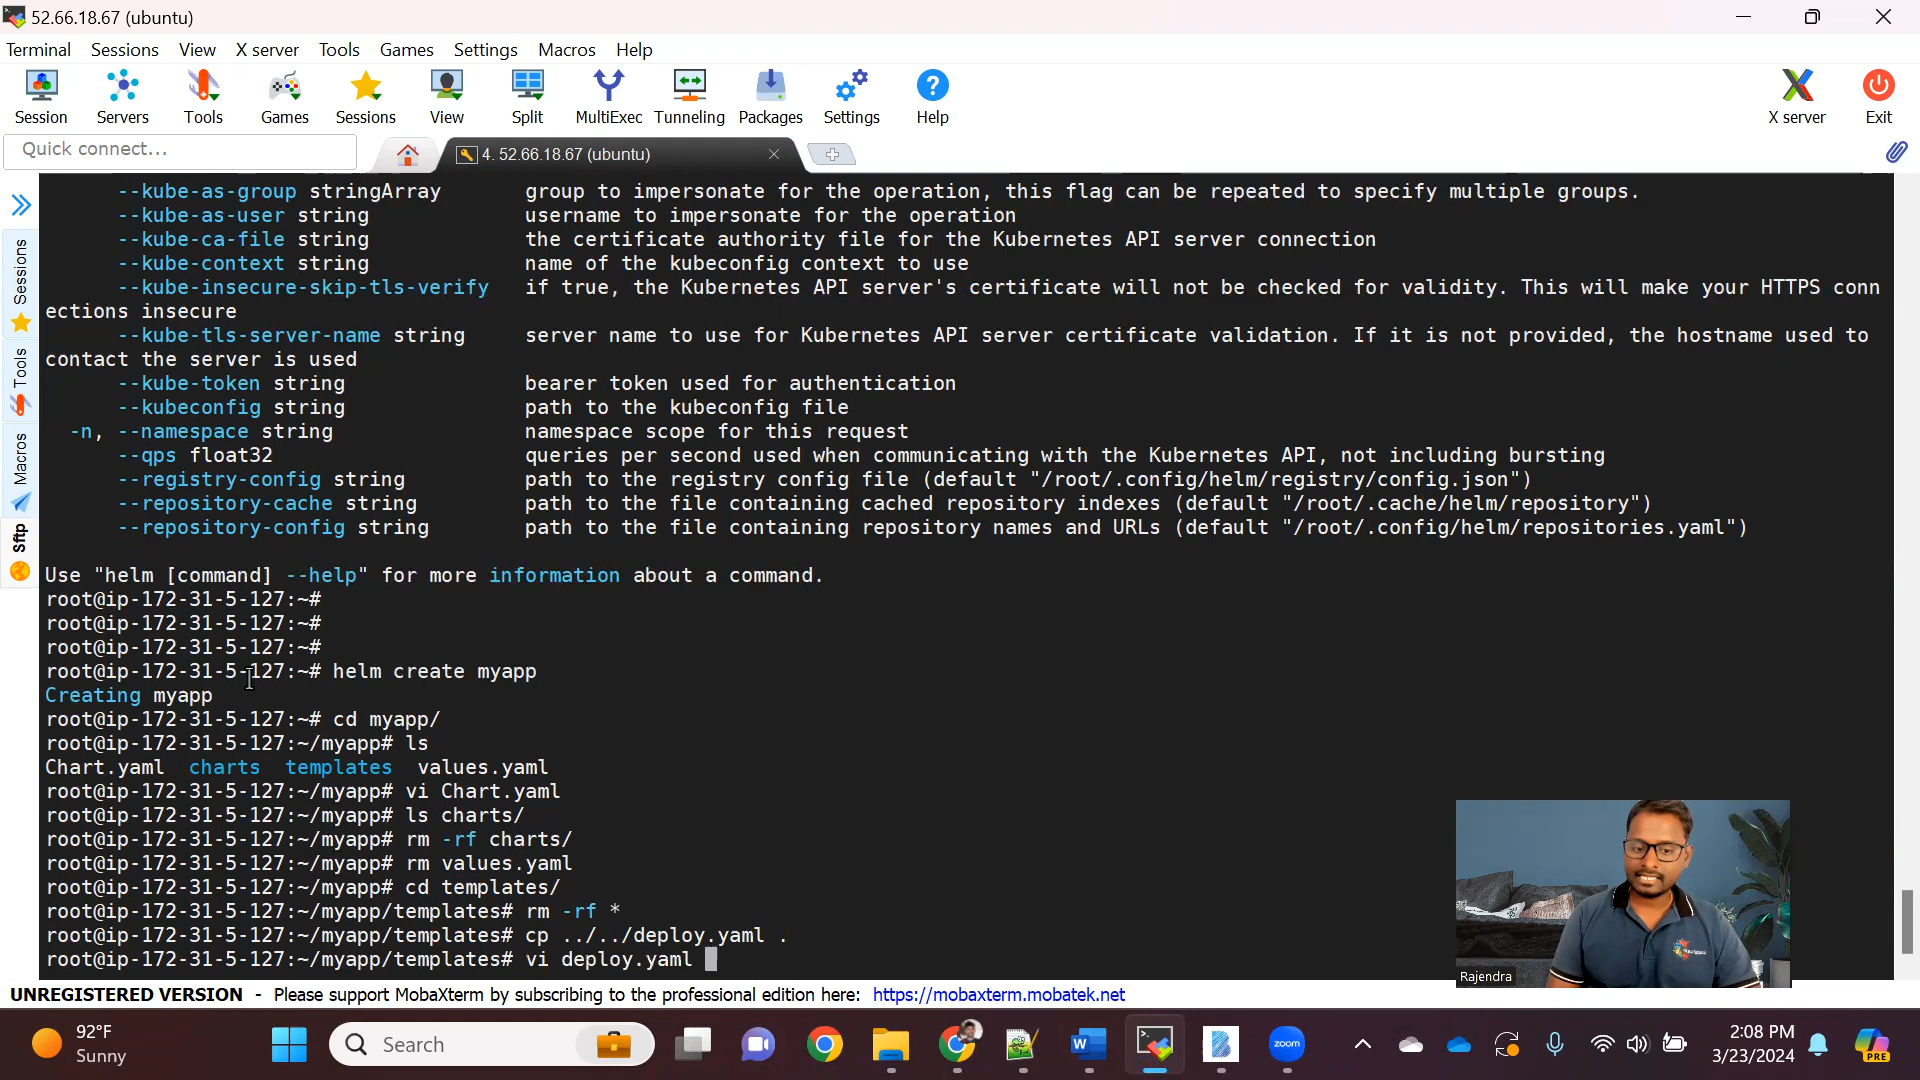 52.66.18.67 (ubuntu)
Terminal Sessions View X server Tools Games Settings Macros Help
Session Servers Tools Games Sessions View Split MultiExec Tunneling Packages Settings Help X server Exit
Quick connect...
4. 52.66.18.67 (ubuntu)
Sessions
Tools
Macros
Sftp
--kube-as-group stringArray group to impersonate for the operation, this flag can be repeated to specify multiple groups.
--kube-as-user string username to impersonate for the operation
--kube-ca-file string the certificate authority file for the Kubernetes API server connection
--kube-context string name of the kubeconfig context to use
--kube-insecure-skip-tls-verify if true, the Kubernetes API server's certificate will not be checked for validity. This will make your HTTPS conn
ections insecure
--kube-tls-server-name string server name to use for Kubernetes API server certificate validation. If it is not provided, the hostname used to
contact the server is used
--kube-token string bearer token used for authentication
--kubeconfig string path to the kubeconfig file
-n, --namespace string namespace scope for this request
--qps float32 queries per second used when communicating with the Kubernetes API, not including bursting
--registry-config string path to the registry config file (default "/root/.config/helm/registry/config.json")
--repository-cache string path to the file containing cached repository indexes (default "/root/.cache/helm/repository")
--repository-config string path to the file containing repository names and URLs (default "/root/.config/helm/repositories.yaml")
Use "helm [command] --help" for more information about a command.
root@ip-172-31-5-127:~#
root@ip-172-31-5-127:~#
root@ip-172-31-5-127:~#
root@ip-172-31-5-127:~# helm create myapp
Creating myapp
root@ip-172-31-5-127:~# cd myapp/
root@ip-172-31-5-127:~/myapp# ls
Chart.yaml charts templates values.yaml
root@ip-172-31-5-127:~/myapp# vi Chart.yaml
root@ip-172-31-5-127:~/myapp# ls charts/
root@ip-172-31-5-127:~/myapp# rm -rf charts/
root@ip-172-31-5-127:~/myapp# rm values.yaml
root@ip-172-31-5-127:~/myapp# cd templates/
root@ip-172-31-5-127:~/myapp/templates# rm -rf *
root@ip-172-31-5-127:~/myapp/templates# cp ../../deploy.yaml .
root@ip-172-31-5-127:~/myapp/templates# vi deploy.yaml
Rajendra
UNREGISTERED VERSION - Please support MobaXterm by subscribing to the professional edition here: https://mobaxterm.mobatek.net
92°F
Sunny
Search
zoom
2:08 PM
3/23/2024
PRE